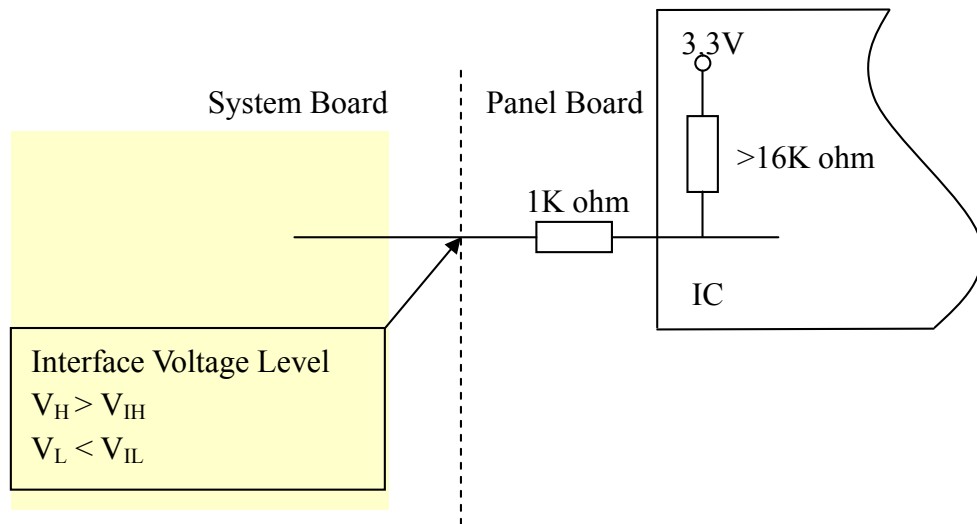 3.3V
System Board
Panel Board
>16K ohm
1K ohm
IC
Interface Voltage Level
VH > VIH
VL < VIL